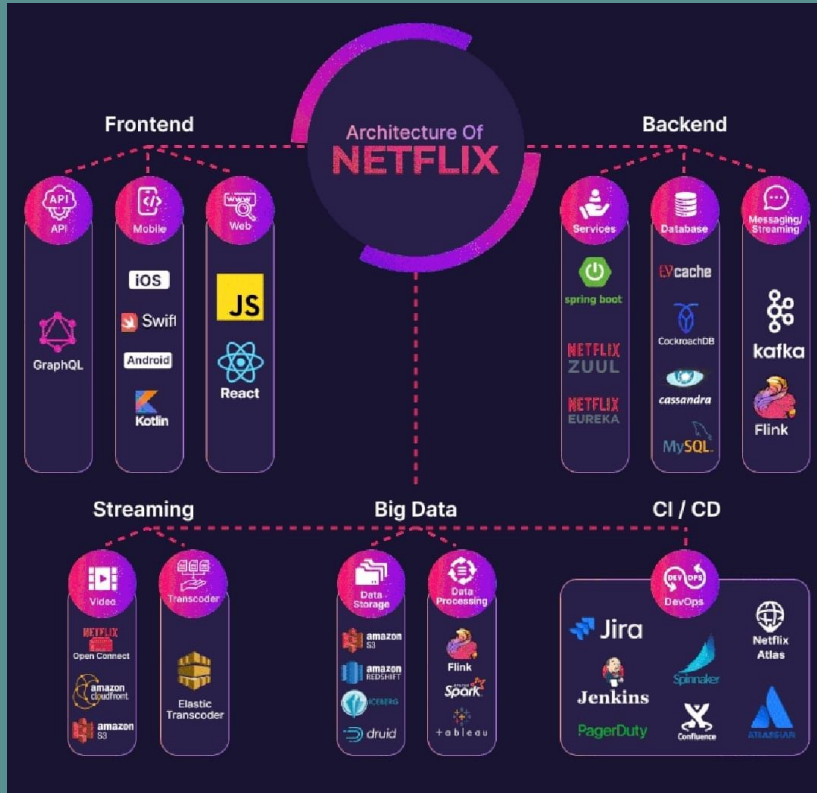 Architecture Of
NETFLIX
Frontend
API
API
GraphQL
</>
Mobile
iOS
Swift
Android
Kotlin
WWW
Web
JS
React
Backend
Services
spring boot
NETFLIX
ZUUL
NETFLIX
EUREKA
Database
EVcache
CockroachDB
cassandra
MySQL
Messaging/
Streaming
kafka
Flink
Streaming
Video
NETFLIX
Open Connect
amazon
cloudfront
amazon
S3
Transcoder
Elastic
Transcoder
Big Data
Data
Storage
amazon
S3
amazon
REDSHIFT
ICEBERG
druid
Data
Processing
Flink
Spark
+ableau
CI / CD
DEV OPS
DevOps
Jira
Netflix
Atlas
Spinnaker
Jenkins
PagerDuty
Confluence
ATLASSIAN